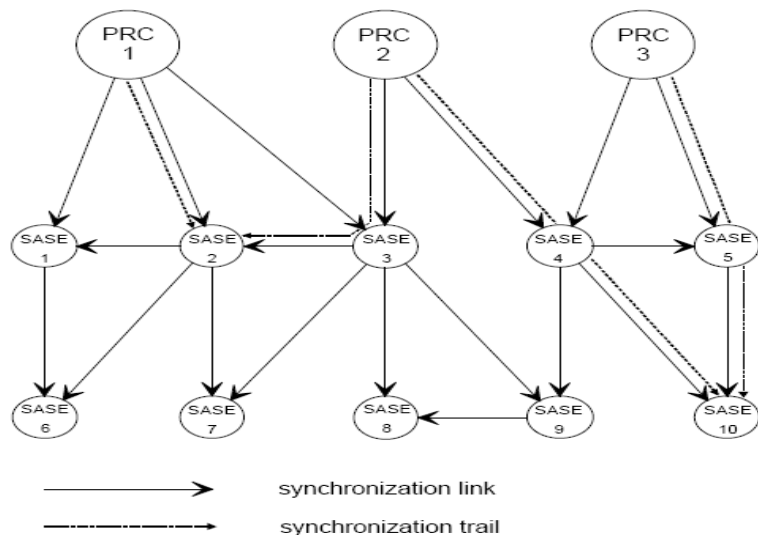 PRC
1
PRC
2
PRC
3
SASE
1
SASE
2
SASE
3
SASE
4
SASE
5
SASE
6
SASE
7
SASE
8
SASE
9
SASE
10
synchronization link
synchronization trail